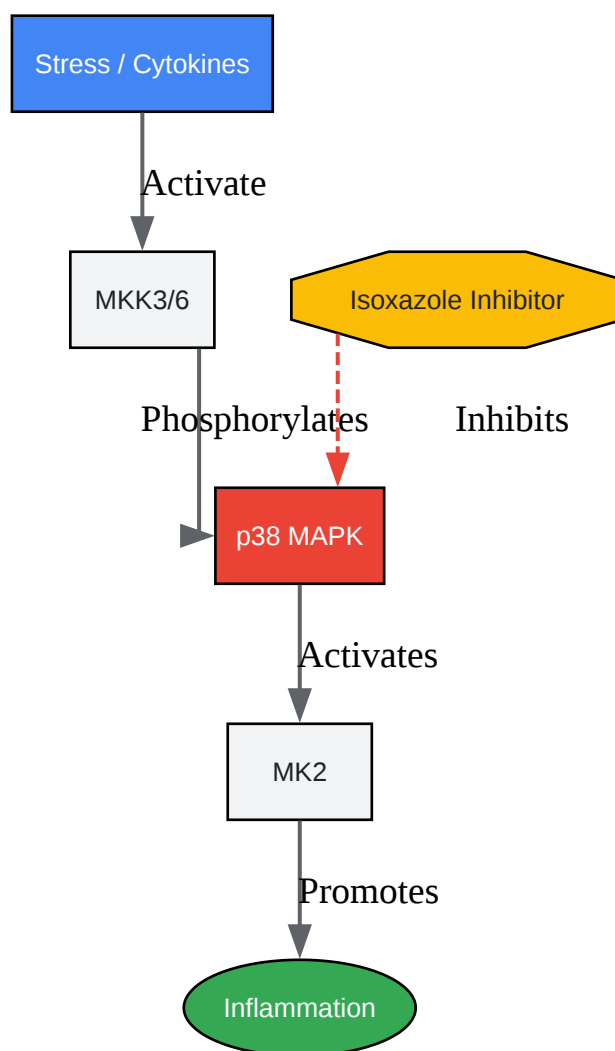 Stress / Cytokines
Activate
MKK3/6
Isoxazole Inhibitor
Phosphorylates
Inhibits
p38 MAPK
Activates
MK2
Promotes
Inflammation